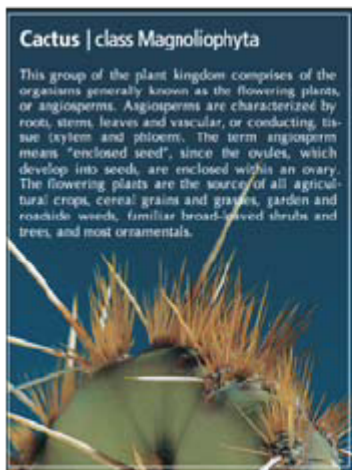 Cactus | class Magnoliophyta
This group of the plant kingdom comprises of the
organisms generally known as the flowering plants,
or angiosperms. Angiosperms are characterized by
roots, stems, leaves and vascular, or conducting, tis-
sue (xylem and phloem). The term angiosperm
means "enclosed seed", since the ovules, which
develop into seeds, are enclosed within an ovary.
The flowering plants are the source of all agricul-
tural crops, cereal grains and grasses, garden and
roadside weeds, familiar broad-leaved shrubs and
trees, and most ornamentals.